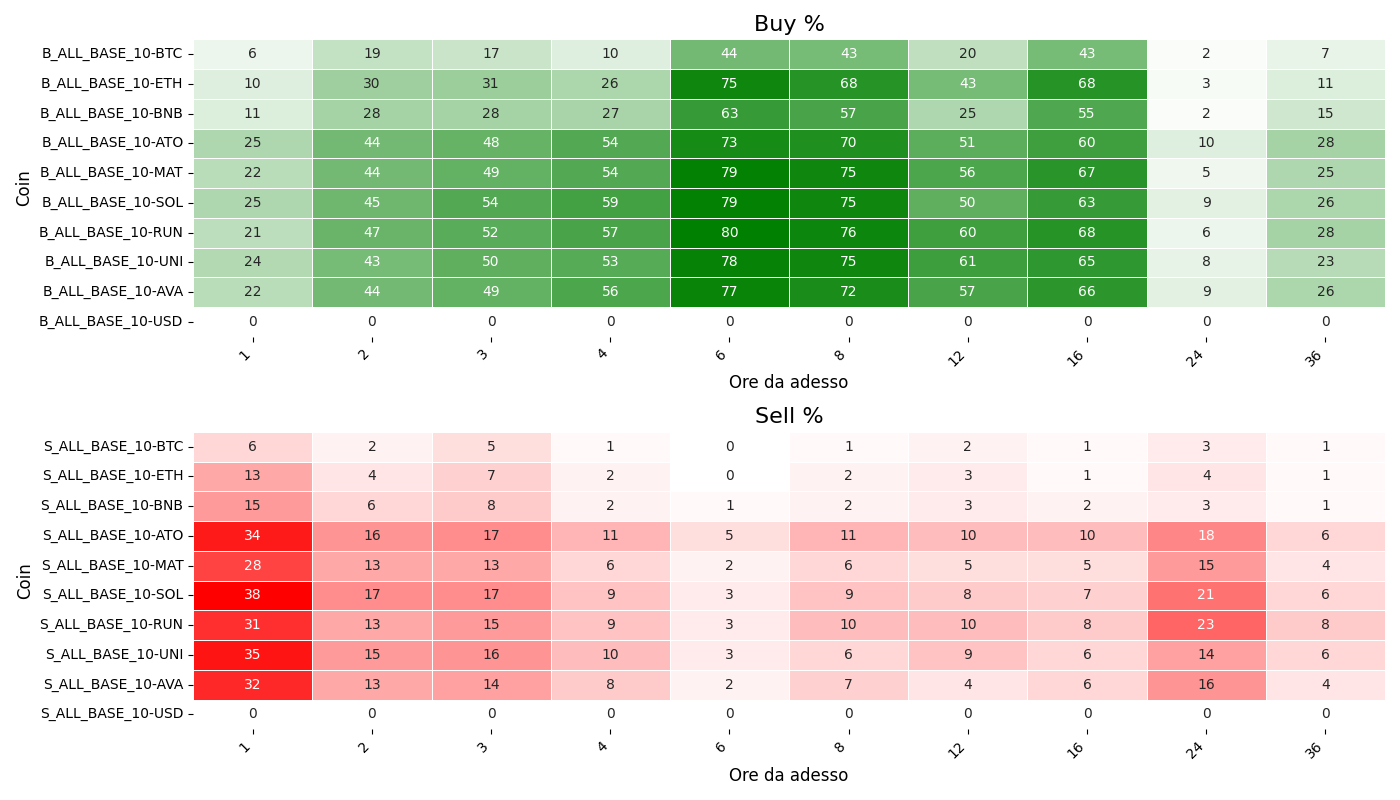 Buy %
Coin
B_ALL_BASE_10-BTC 6 19 17 10 44 43 20 43 2 7
B_ALL_BASE_10-ETH 10 30 31 26 75 68 43 68 3 11
B_ALL_BASE_10-BNB 11 28 28 27 63 57 25 55 2 15
B_ALL_BASE_10-ATO 25 44 48 54 73 70 51 60 10 28
B_ALL_BASE_10-MAT 22 44 49 54 79 75 56 67 5 25
B_ALL_BASE_10-SOL 25 45 54 59 79 75 50 63 9 26
B_ALL_BASE_10-RUN 21 47 52 57 80 76 60 68 6 28
B_ALL_BASE_10-UNI 24 43 50 53 78 75 61 65 8 23
B_ALL_BASE_10-AVA 22 44 49 56 77 72 57 66 9 26
B_ALL_BASE_10-USD 0 0 0 0 0 0 0 0 0 0
1 2 3 4 6 8 12 16 24 36
Ore da adesso
Sell %
Coin
S_ALL_BASE_10-BTC 6 2 5 1 0 1 2 1 3 1
S_ALL_BASE_10-ETH 13 4 7 2 0 2 3 1 4 1
S_ALL_BASE_10-BNB 15 6 8 2 1 2 3 2 3 1
S_ALL_BASE_10-ATO 34 16 17 11 5 11 10 10 18 6
S_ALL_BASE_10-MAT 28 13 13 6 2 6 5 5 15 4
S_ALL_BASE_10-SOL 38 17 17 9 3 9 8 7 21 6
S_ALL_BASE_10-RUN 31 13 15 9 3 10 10 8 23 8
S_ALL_BASE_10-UNI 35 15 16 10 3 6 9 6 14 6
S_ALL_BASE_10-AVA 32 13 14 8 2 7 4 6 16 4
S_ALL_BASE_10-USD 0 0 0 0 0 0 0 0 0 0
1 2 3 4 6 8 12 16 24 36
Ore da adesso